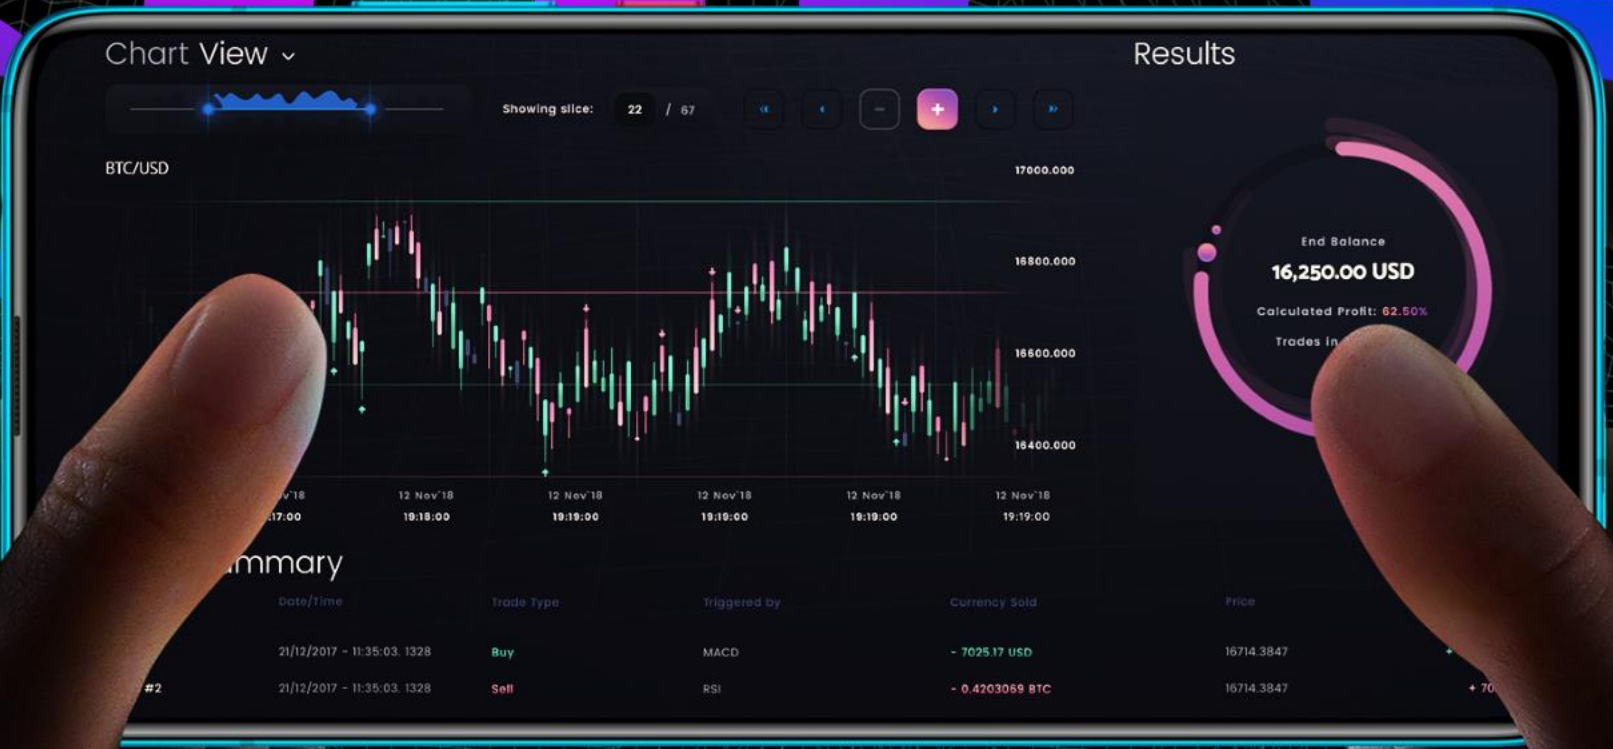 Chart View
Results
Showing slice: 22 / 67
BTC/USD
17000.000
16800.000
16600.000
16400.000
End Balance
16,250.00 USD
Calculated Profit: 62.50%
Trades in
12 Nov'18 12 Nov'18 12 Nov'18 12 Nov'18 12 Nov'18
:17:00 19:18:00 19:19:00 19:19:00 19:19:00 19:19:00
mmary
Date/Time Trade Type Triggered by Currency Sold Price
21/12/2017 - 11:35:03. 1328 Buy MACD - 7025.17 USD 16714.3847 +
#2 21/12/2017 - 11:35:03. 1328 Sell RSI - 0.4203069 BTC 16714.3847 + 70